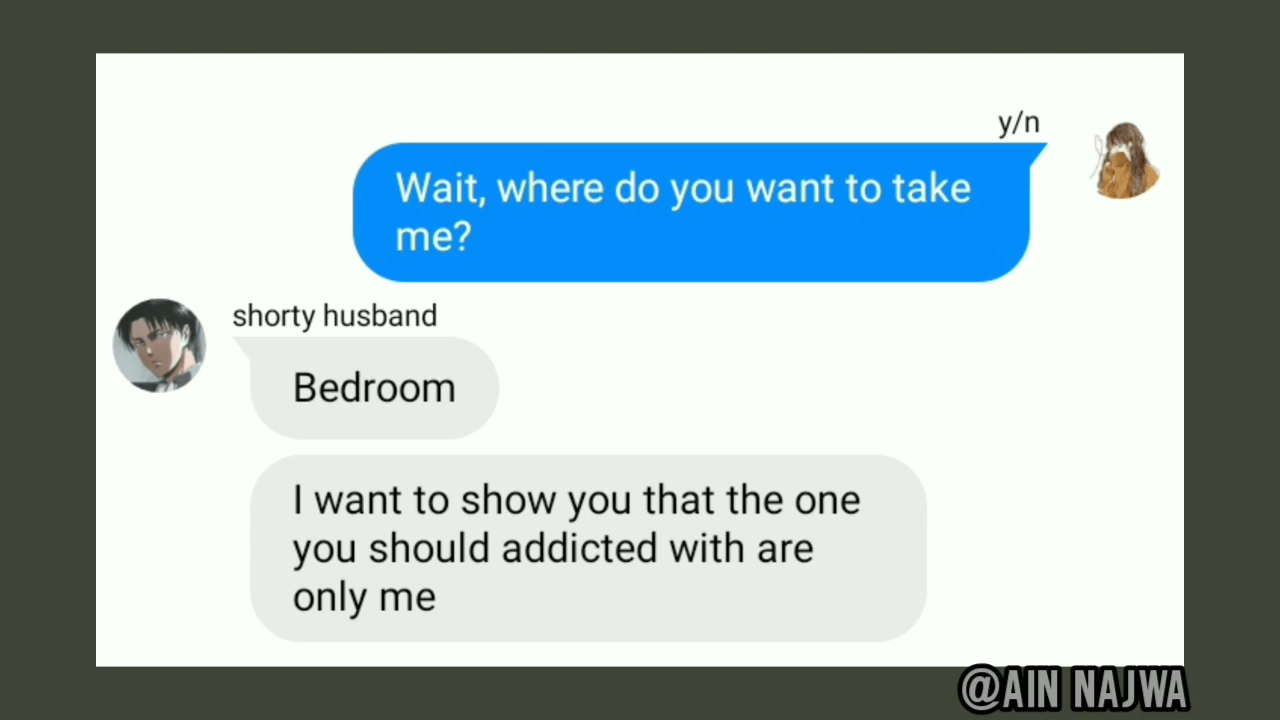 y/n
Wait, where do you want to take
me?
shorty husband
Bedroom
I want to show you that the one
you should addicted with are
only me
@AIN NAJWA